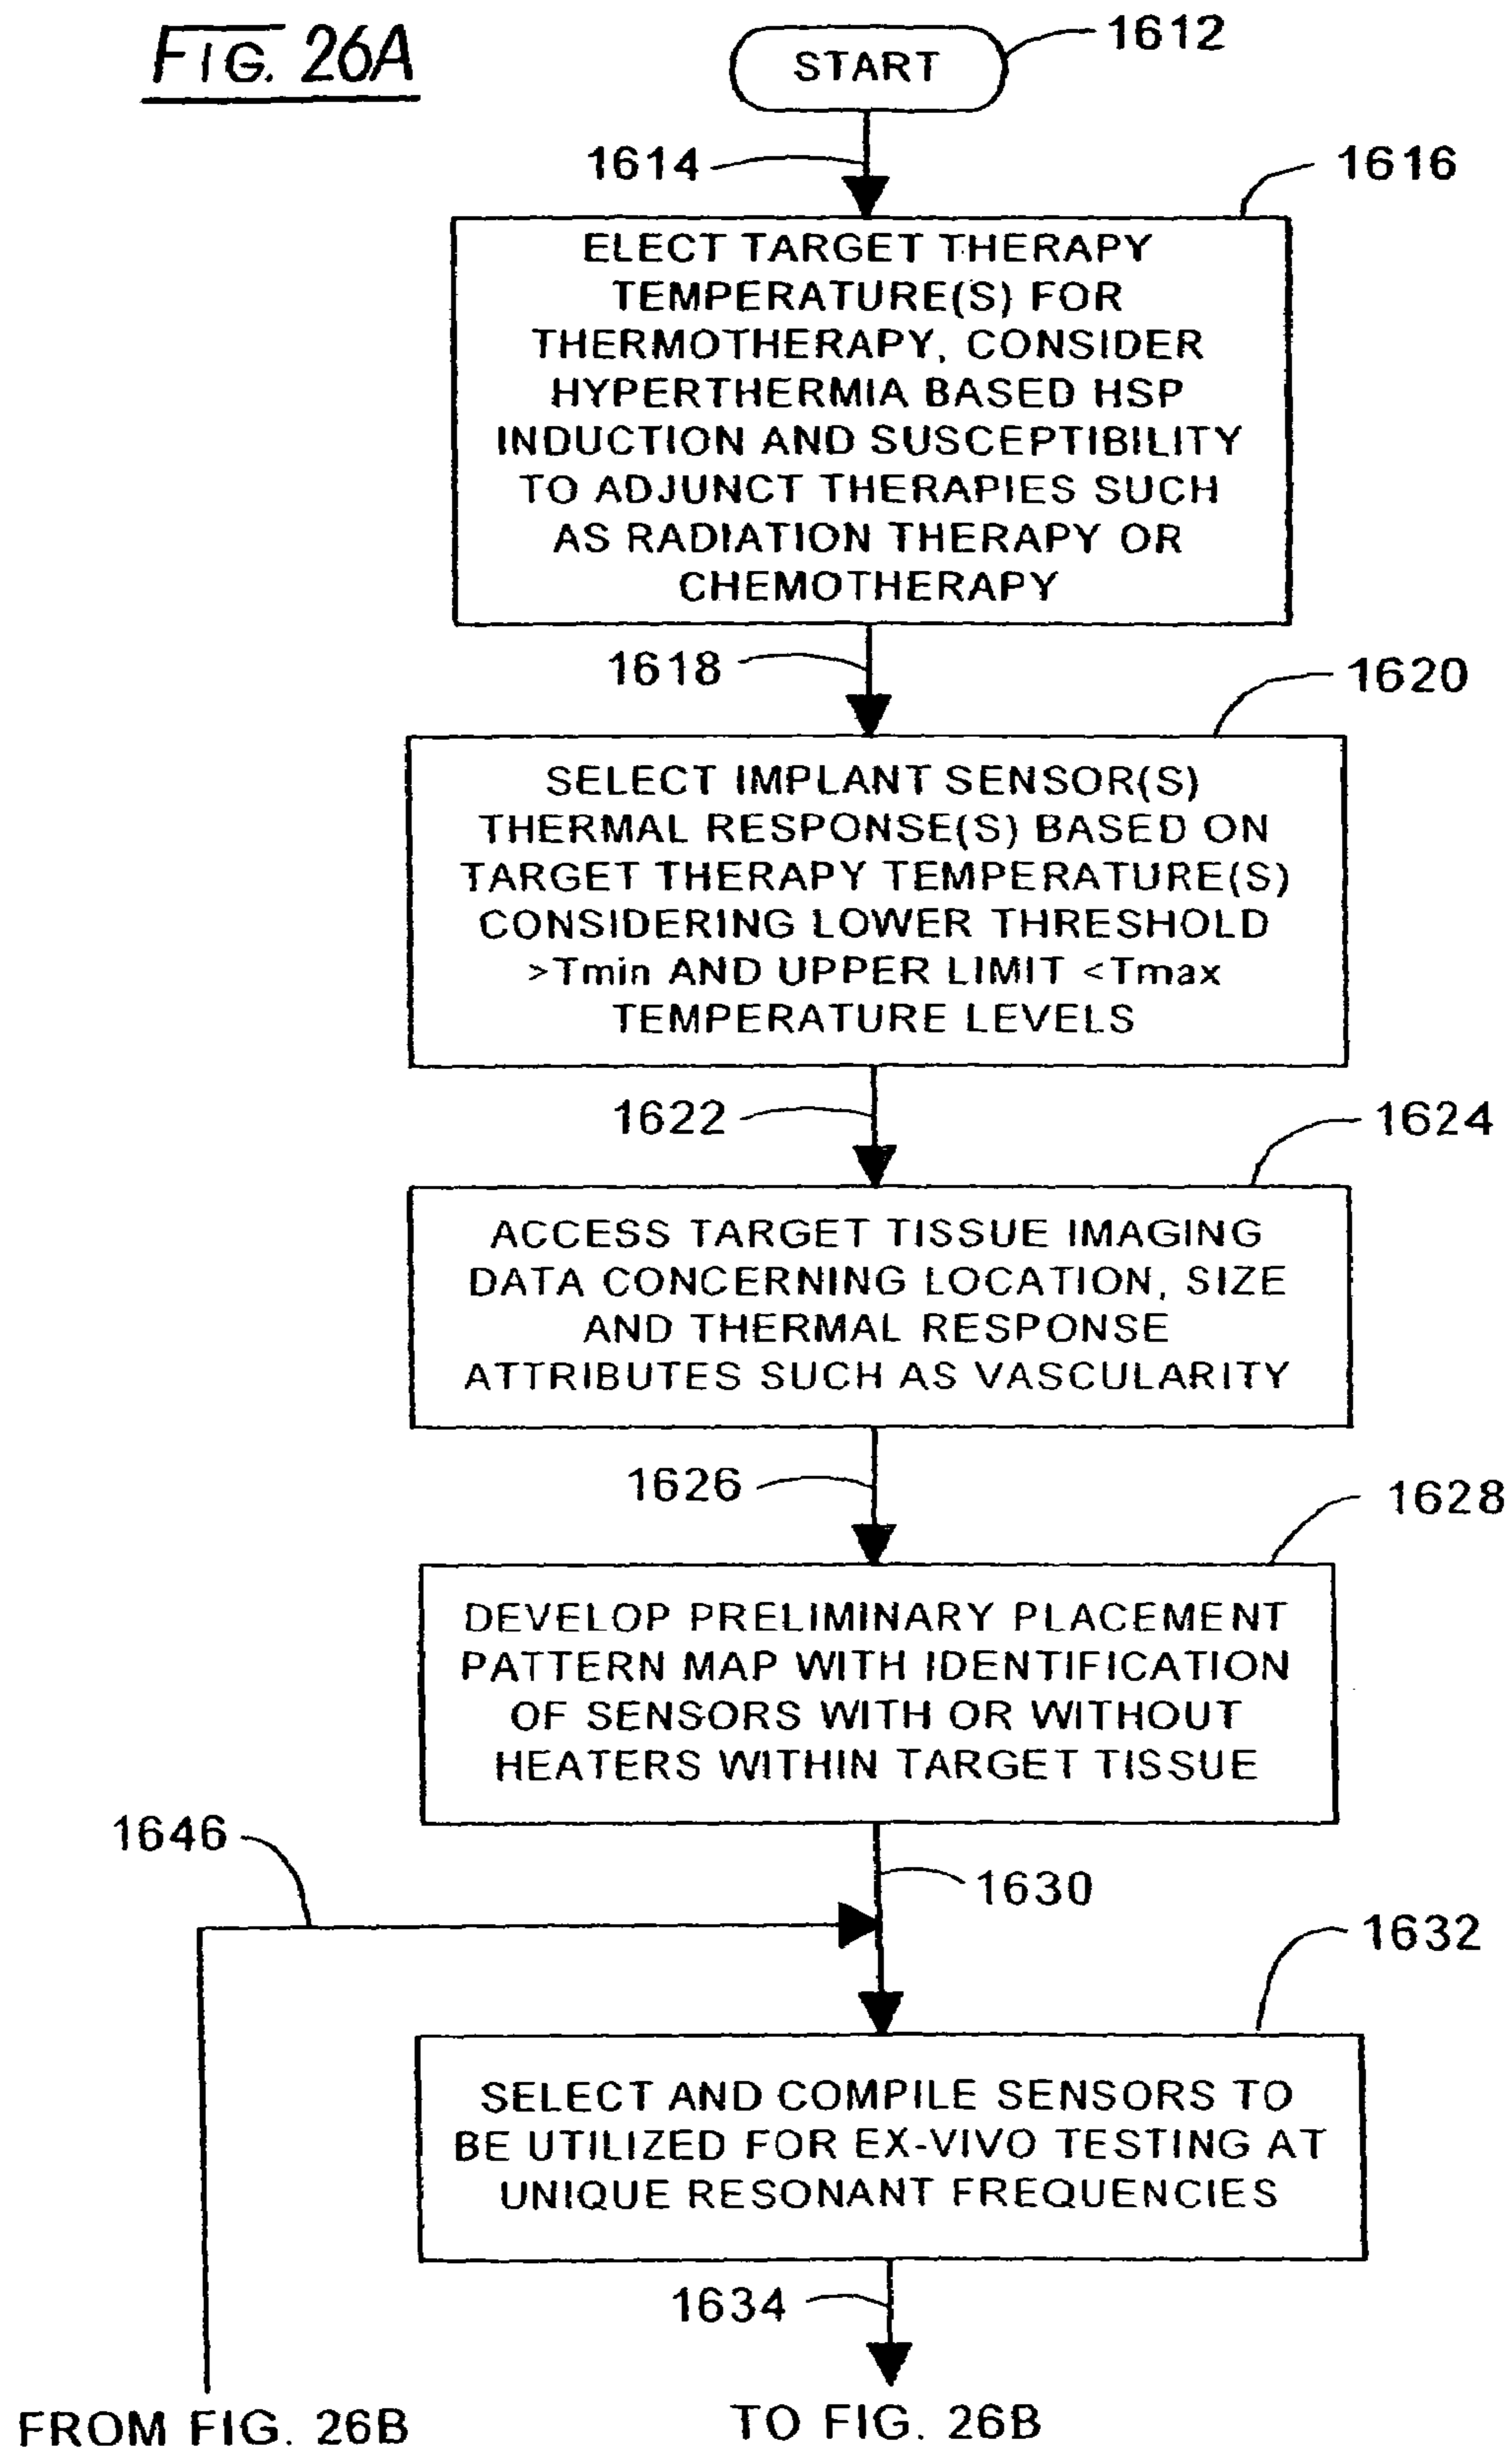 FIG. 26A
START
1612
1614
1616
ELECT TARGET THERAPY
TEMPERATURE(S) FOR
THERMOTHERAPY, CONSIDER
HYPERTHERMIA BASED HSP
INDUCTION AND SUSCEPTIBILITY
TO ADJUNCT THERAPIES SUCH
AS RADIATION THERAPY OR
CHEMOTHERAPY
1618
1620
SELECT IMPLANT SENSOR(S)
THERMAL RESPONSE(S) BASED ON
TARGET THERAPY TEMPERATURE(S)
CONSIDERING LOWER THRESHOLD
>Tmin AND UPPER LIMIT <Tmax
TEMPERATURE LEVELS
1622
1624
ACCESS TARGET TISSUE IMAGING
DATA CONCERNING LOCATION, SIZE
AND THERMAL RESPONSE
ATTRIBUTES SUCH AS VASCULARITY
1626
1628
DEVELOP PRELIMINARY PLACEMENT
PATTERN MAP WITH IDENTIFICATION
OF SENSORS WITH OR WITHOUT
HEATERS WITHIN TARGET TISSUE
1646
1630
1632
SELECT AND COMPILE SENSORS TO
BE UTILIZED FOR EX-VIVO TESTING AT
UNIQUE RESONANT FREQUENCIES
1634
FROM FIG. 26B
TO FIG. 26B